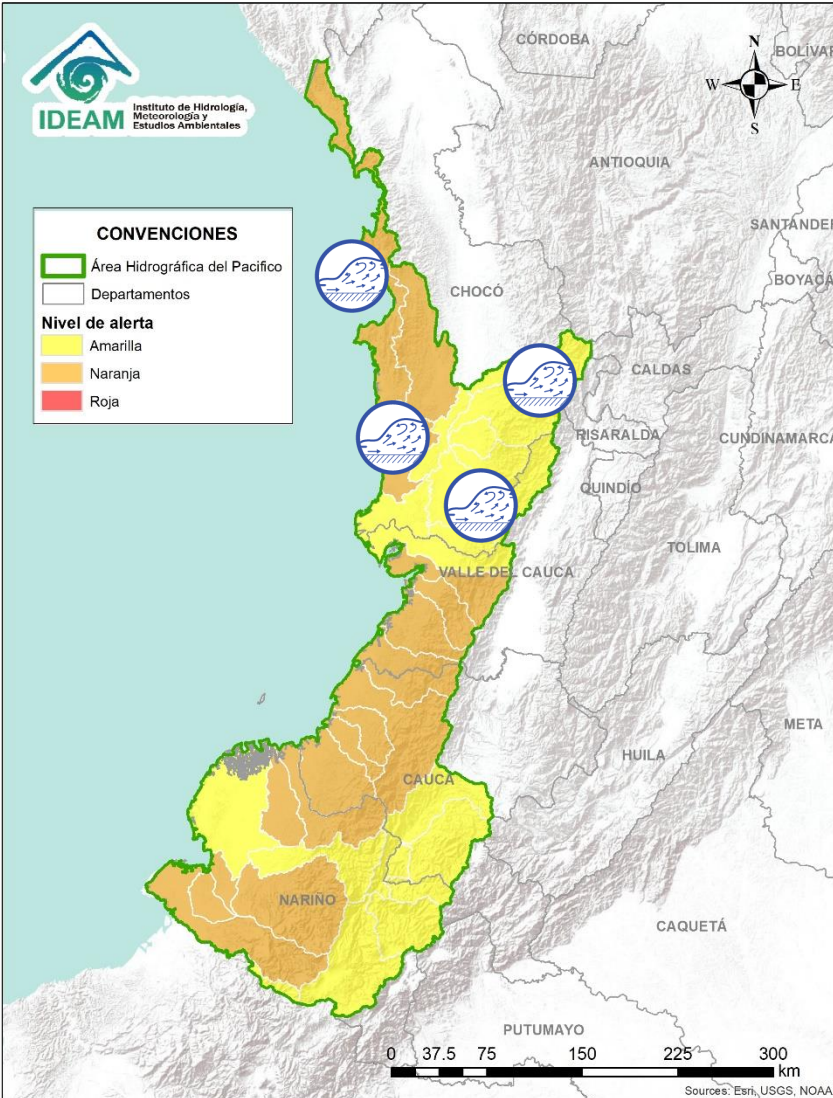 IDEAM
Instituto de Hidrología,
Meteorología y
Estudios Ambientales
CONVENCIONES
Área Hidrográfica del Pacifico
Departamentos
Nivel de alerta
Amarilla
Naranja
Roja
N
W
E
S
CÓRDOBA
BOLÍVAR
ANTIOQUIA
SANTANDER
BOYACÁ
CHOCÓ
CALDAS
RISARALDA
CUNDINAMARCA
QUINDÍO
TOLIMA
VALLE DEL CAUCA
META
HUILA
CAUCA
NARIÑO
CAQUETÁ
PUTUMAYO
0 37.5 75 150 225 300
km
Sources: Esri, USGS, NOAA